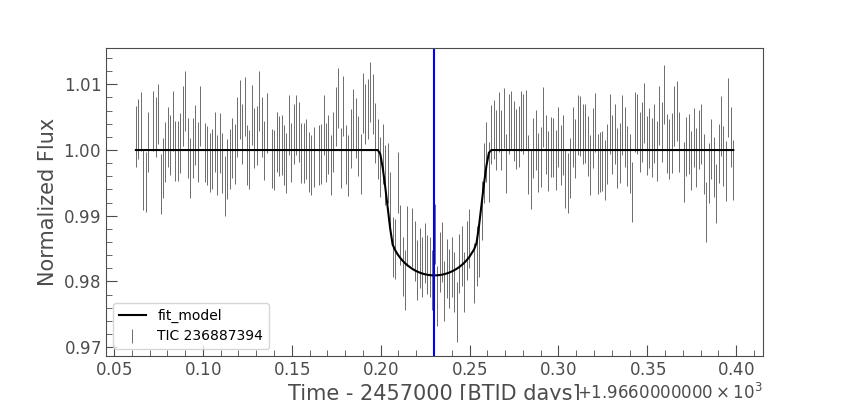 Normalized Flux
1.01
1.00
0.99
0.98
0.97
fit_model
TIC 236887394
0.05 0.10 0.15 0.20 0.25 0.30 0.35 0.40
Time - 2457000 [BTJD days]
+1.9660000000 × 10³